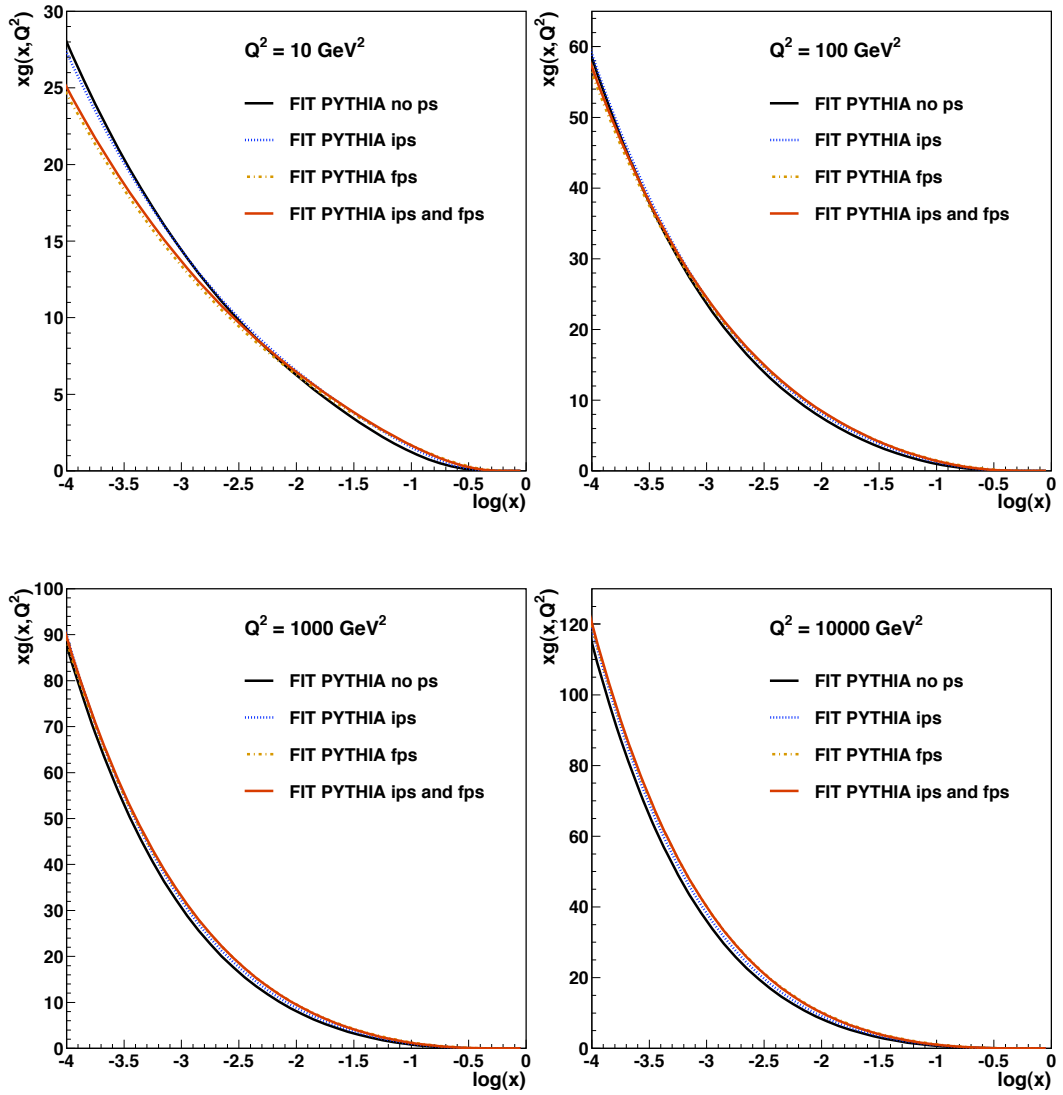 xg(x,Q²)
30
25
20
15
10
5
0
Q² = 10 GeV²
FIT PYTHIA no ps
FIT PYTHIA ips
FIT PYTHIA fps
FIT PYTHIA ips and fps
-4 -3.5 -3 -2.5 -2 -1.5 -1 -0.5 0
log(x)
xg(x,Q²)
60
50
40
30
20
10
0
Q² = 100 GeV²
FIT PYTHIA no ps
FIT PYTHIA ips
FIT PYTHIA fps
FIT PYTHIA ips and fps
-4 -3.5 -3 -2.5 -2 -1.5 -1 -0.5 0
log(x)
xg(x,Q²)
100
90
80
70
60
50
40
30
20
10
0
Q² = 1000 GeV²
FIT PYTHIA no ps
FIT PYTHIA ips
FIT PYTHIA fps
FIT PYTHIA ips and fps
-4 -3.5 -3 -2.5 -2 -1.5 -1 -0.5 0
log(x)
xg(x,Q²)
120
100
80
60
40
20
0
Q² = 10000 GeV²
FIT PYTHIA no ps
FIT PYTHIA ips
FIT PYTHIA fps
FIT PYTHIA ips and fps
-4 -3.5 -3 -2.5 -2 -1.5 -1 -0.5 0
log(x)